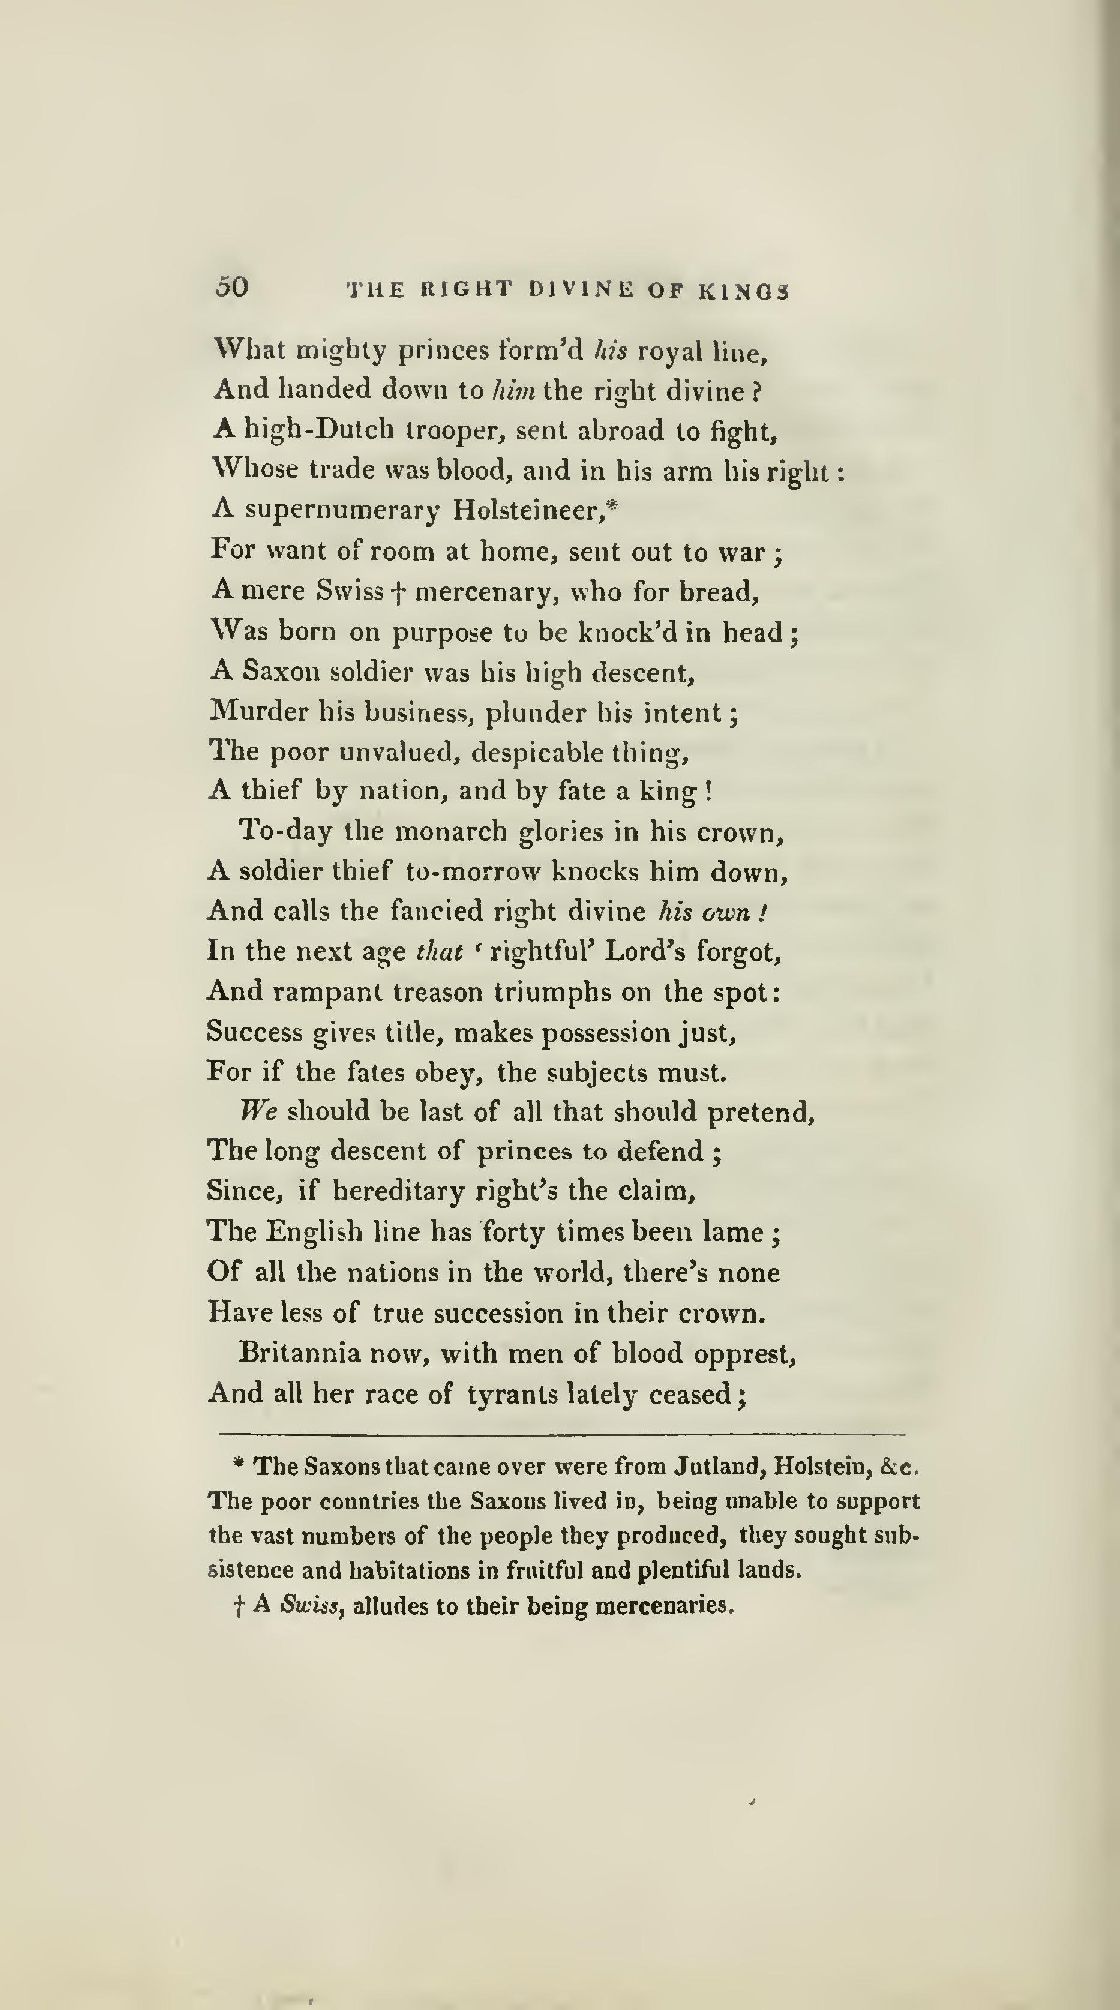 50 THE RIGHT DIVINE OF KINGS
What mighty princes form'd his royal line,
And handed down to him the right divine ?
A high-Dutch trooper, sent abroad to fight,
Whose trade was blood, and in his arm his right :
A supernumerary Holsteineer,*
For want of room at home, sent out to war ;
A mere Swiss † mercenary, who for bread,
Was born on purpose to be knock'd in head ;
A Saxon soldier was his high descent,
Murder his business, plunder his intent ;
The poor unvalued, despicable thing,
A thief by nation, and by fate a king !
To-day the monarch glories in his crown,
A soldier thief to-morrow knocks him down,
And calls the fancied right divine his own !
In the next age that ‘ rightful’ Lord's forgot,
And rampant treason triumphs on the spot :
Success gives title, makes possession just,
For if the fates obey, the subjects must.
We should be last of all that should pretend,
The long descent of princes to defend ;
Since, if hereditary right's the claim,
The English line has forty times been lame ;
Of all the nations in the world, there's none
Have less of true succession in their crown.
Britannia now, with men of blood opprest,
And all her race of tyrants lately ceased ;
* The Saxons that came over were from Jutland, Holstein, &c.
The poor countries the Saxons lived in, being unable to support
the vast numbers of the people they produced, they sought sub-
sistence and habitations in fruitful and plentiful lands.
† A Swiss, alludes to their being mercenaries.